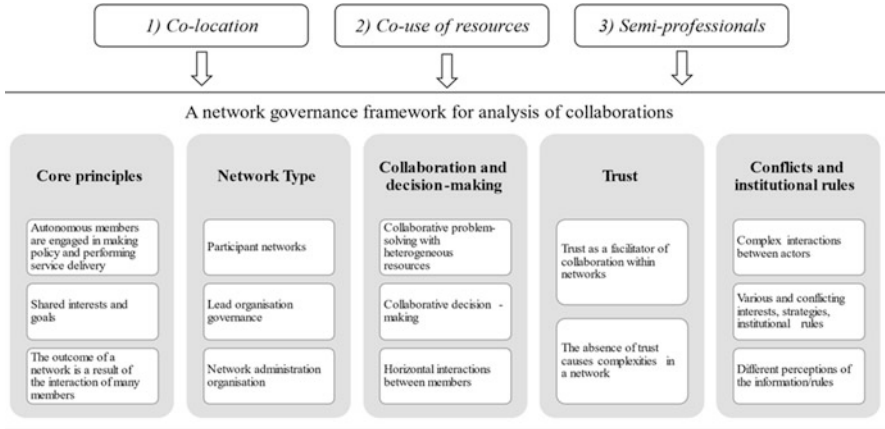 1) Co-location
2) Co-use of resources
3) Semi-professionals
A network governance framework for analysis of collaborations
Core principles
Autonomous members
are engaged in making
policy and performing
service delivery
Shared interests and
goals
The outcome of a
network is a result of
the interaction of many
members
Network Type
Participant networks
Lead organisation
governance
Network administration
organisation
Collaboration and
decision-making
Collaborative problem-
solving with
heterogeneous
resources
Collaborative decision -
making
Horizontal interactions
between members
Trust
Trust as a facilitator of
collaboration within
networks
The absence of trust
causes complexities in
a network
Conflicts and
institutional rules
Complex interactions
between actors
Various and conflicting
interests, strategies,
institutional rules
Different perceptions of
the information/rules